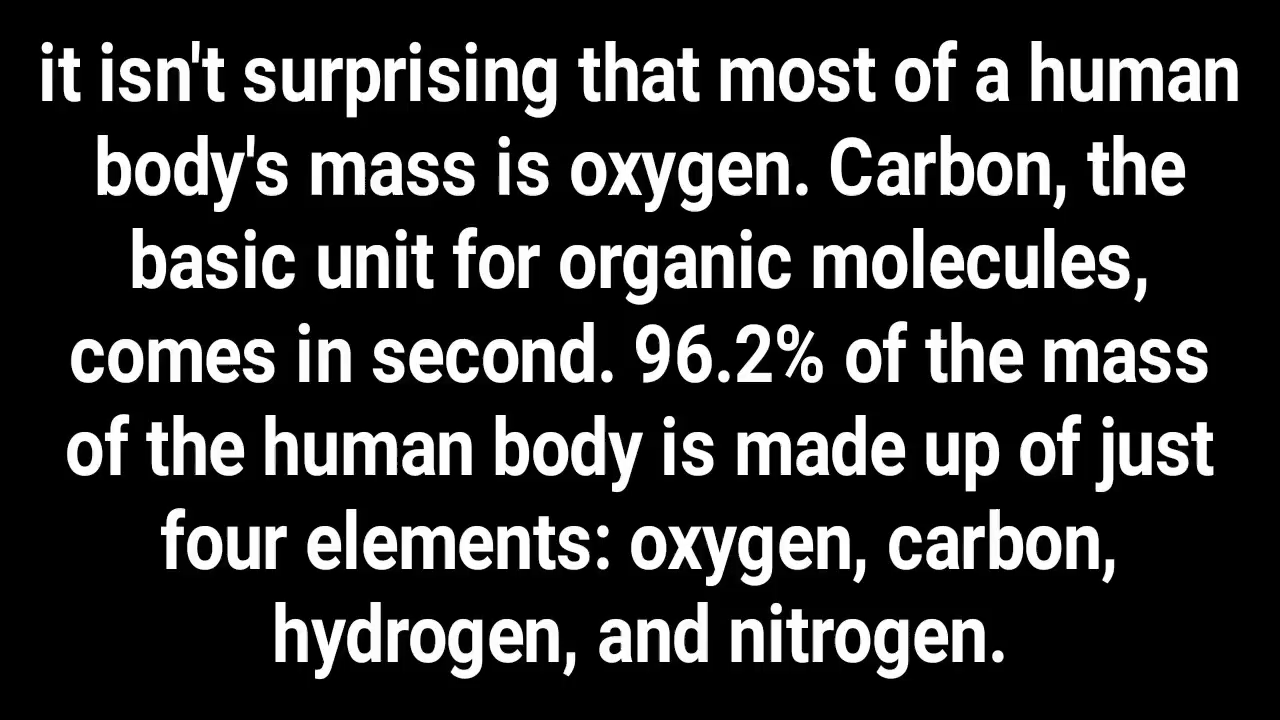 it isn't surprising that most of a human
body's mass is oxygen. Carbon, the
basic unit for organic molecules,
comes in second. 96.2% of the mass
of the human body is made up of just
four elements: oxygen, carbon,
hydrogen, and nitrogen.